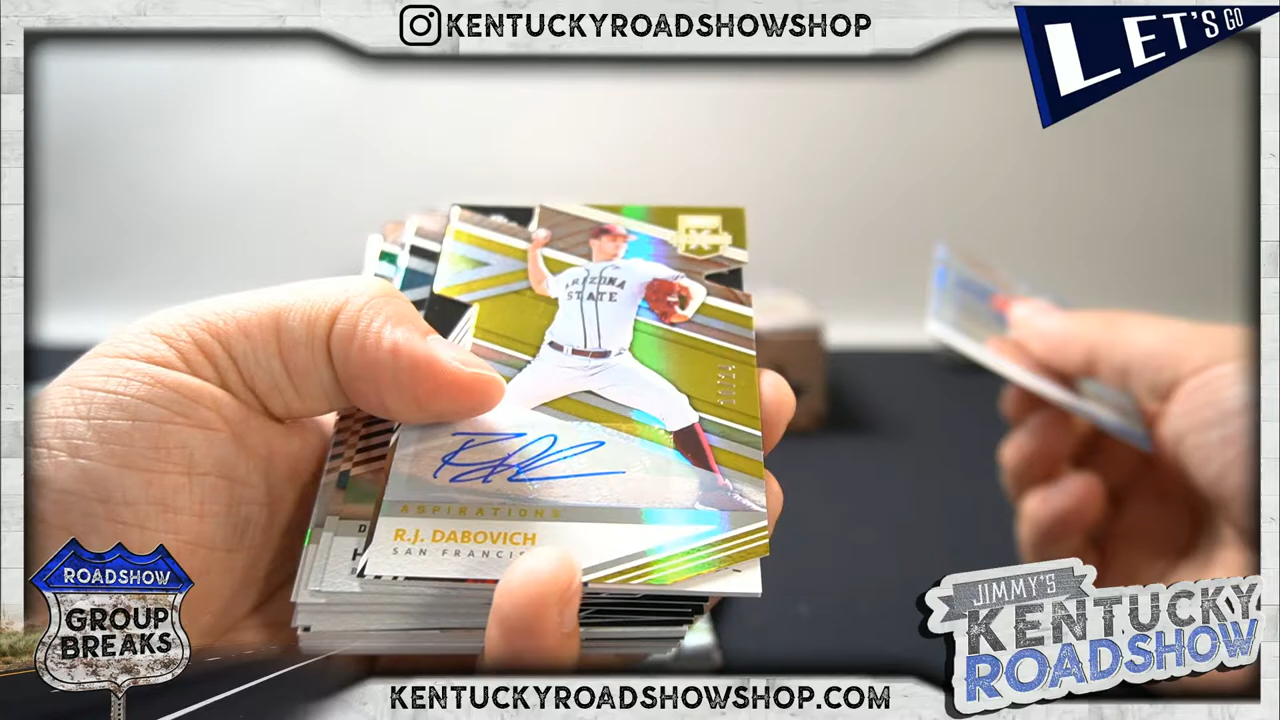 KENTUCKYROADSHOWSHOP
LET'S GO
ARIZONA
STATE
ASPIRATIONS
R.J. DABOVICH
SAN FRANCIS
ROADSHOW
GROUP
BREAKS
JIMMY'S
KENTUCKY
ROADSHOW
KENTUCKYROADSHOWSHOP.COM